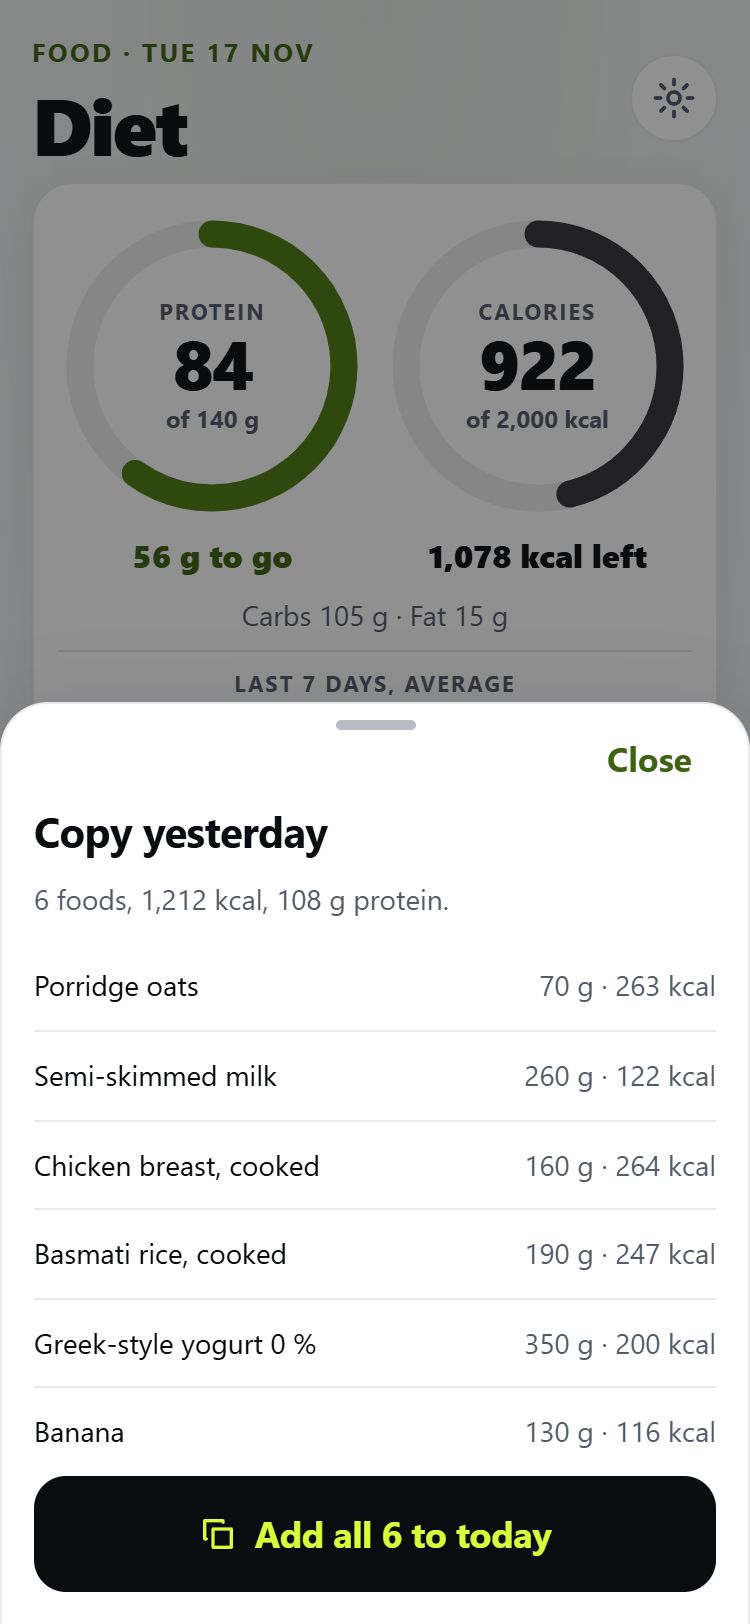 FOOD · TUE 17 NOV
Diet
PROTEIN
84
of 140 g
56 g to go
CALORIES
922
of 2,000 kcal
1,078 kcal left
Carbs 105 g · Fat 15 g
LAST 7 DAYS, AVERAGE
Close
Copy yesterday
6 foods, 1,212 kcal, 108 g protein.
Porridge oats 70 g · 263 kcal
Semi-skimmed milk 260 g · 122 kcal
Chicken breast, cooked 160 g · 264 kcal
Basmati rice, cooked 190 g · 247 kcal
Greek-style yogurt 0 % 350 g · 200 kcal
Banana 130 g · 116 kcal
Add all 6 to today